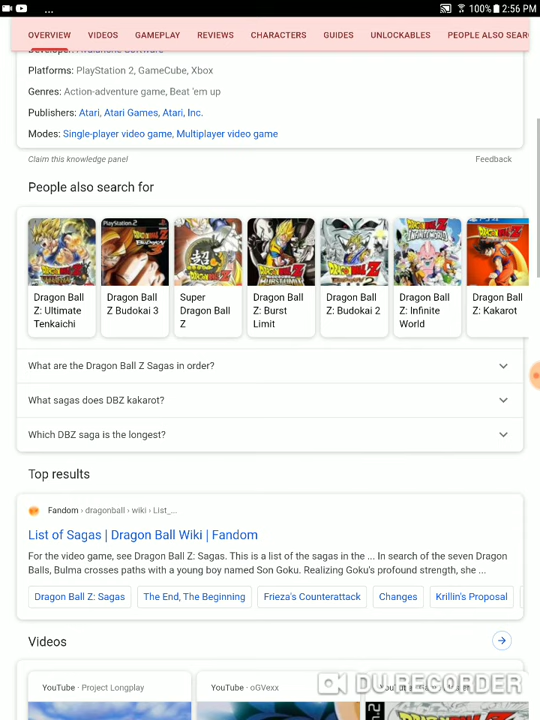 ... 100% 2:56 PM
OVERVIEW VIDEOS GAMEPLAY REVIEWS CHARACTERS GUIDES UNLOCKABLES PEOPLE ALSO SEAR
Developer: Avalanche Software
Platforms: PlayStation 2, GameCube, Xbox
Genres: Action-adventure game, Beat 'em up
Publishers: Atari, Atari Games, Atari, Inc.
Modes: Single-player video game, Multiplayer video game
Claim this knowledge panel Feedback
People also search for
PlayStation 2
Dragon Ball Z: Ultimate Tenkaichi
Dragon Ball Z Budokai 3
Super Dragon Ball Z
Dragon Ball Z: Burst Limit
Dragon Ball Z: Budokai 2
Dragon Ball Z: Infinite World
Dragon Ball Z: Kakarot
What are the Dragon Ball Z Sagas in order?
What sagas does DBZ kakarot?
Which DBZ saga is the longest?
Top results
Fandom › dragonball › wiki › List_...
List of Sagas | Dragon Ball Wiki | Fandom
For the video game, see Dragon Ball Z: Sagas. This is a list of the sagas in the ... In search of the seven Dragon
Balls, Bulma crosses paths with a young boy named Son Goku. Realizing Goku's profound strength, she ...
Dragon Ball Z: Sagas The End, The Beginning Frieza's Counterattack Changes Krillin's Proposal
Videos
YouTube · Project Longplay YouTube · oGVexx YouTube
DU RECORDER